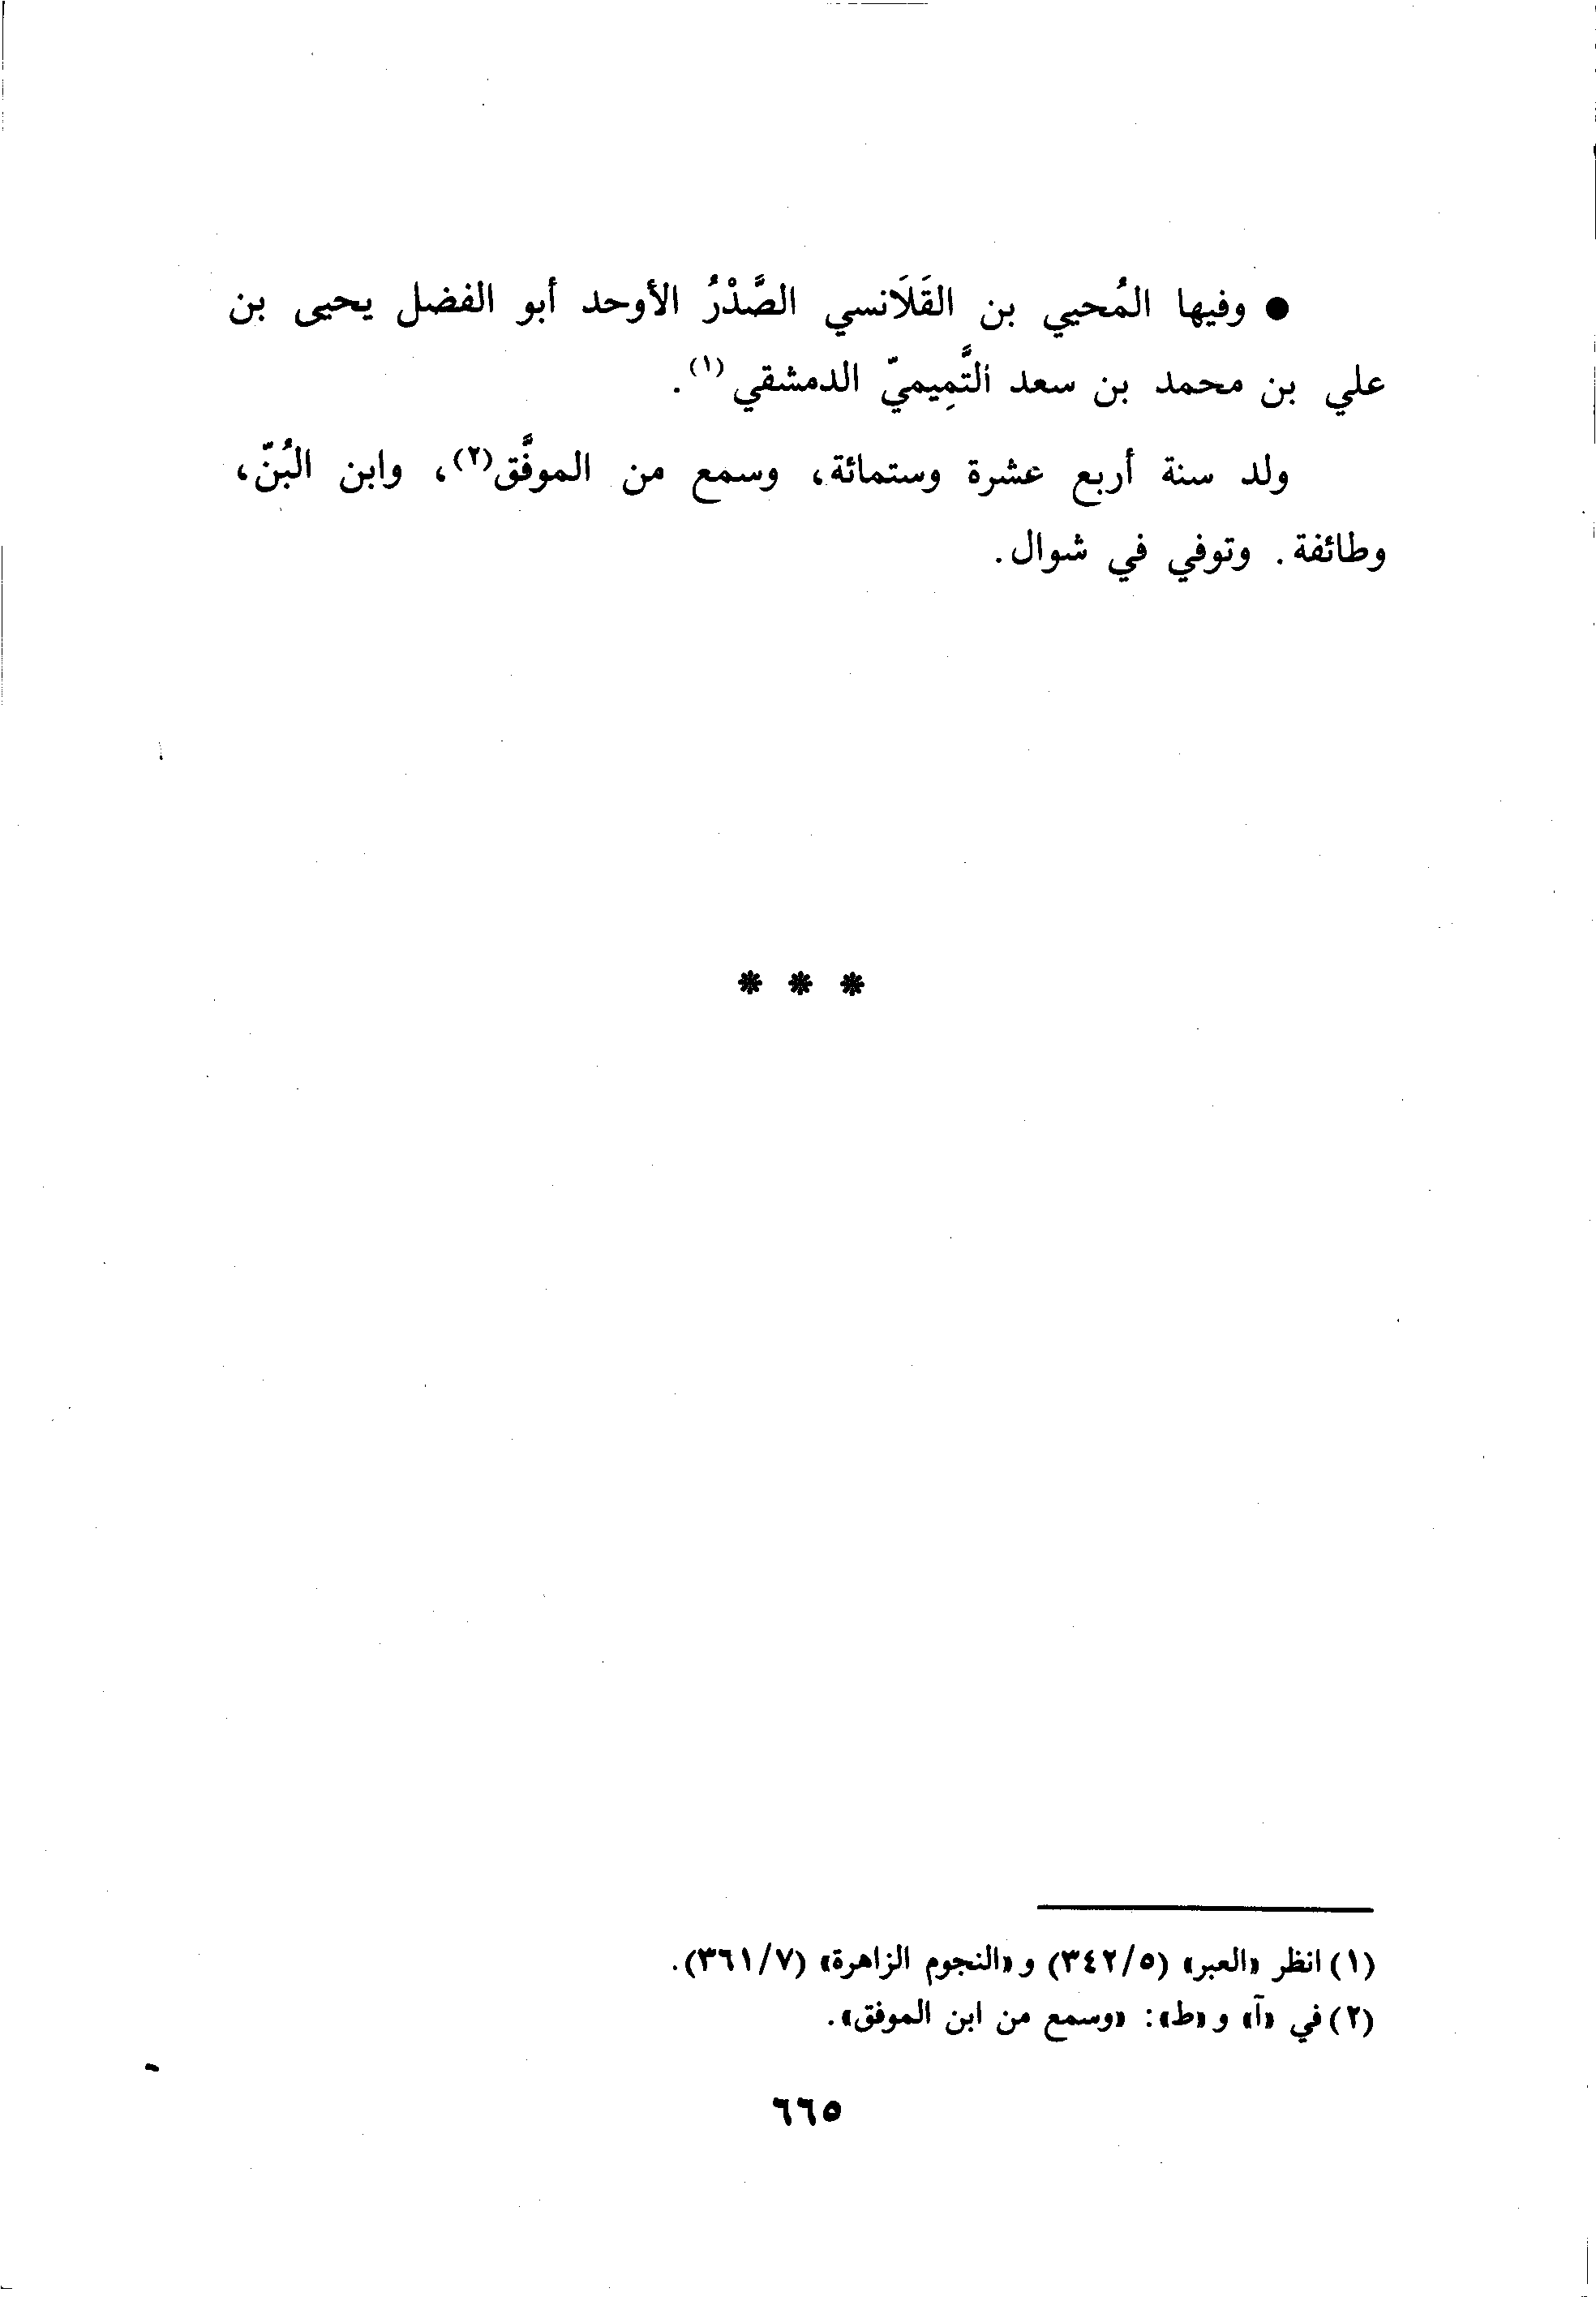 ● وفيها المُحيي بن القَلَانسي الصَّدْرُ الأوحد أبو الفضل يحيى بن
علي بن محمد بن سعد التَّمِيميّ الدمشقي(١).
ولد سنة أربع عشرة وستمائة، وسمع من الموفَّق(٢)، وابن البُنّ،
وطائفة. وتوفي في شوال.
* * *
(١) انظر «العبر» (٣٤٢/٥) و«النجوم الزاهرة» (٣٦١/٧).
(٢) في «آ» و«ط»: «وسمع من ابن الموفق».
٦٦٥